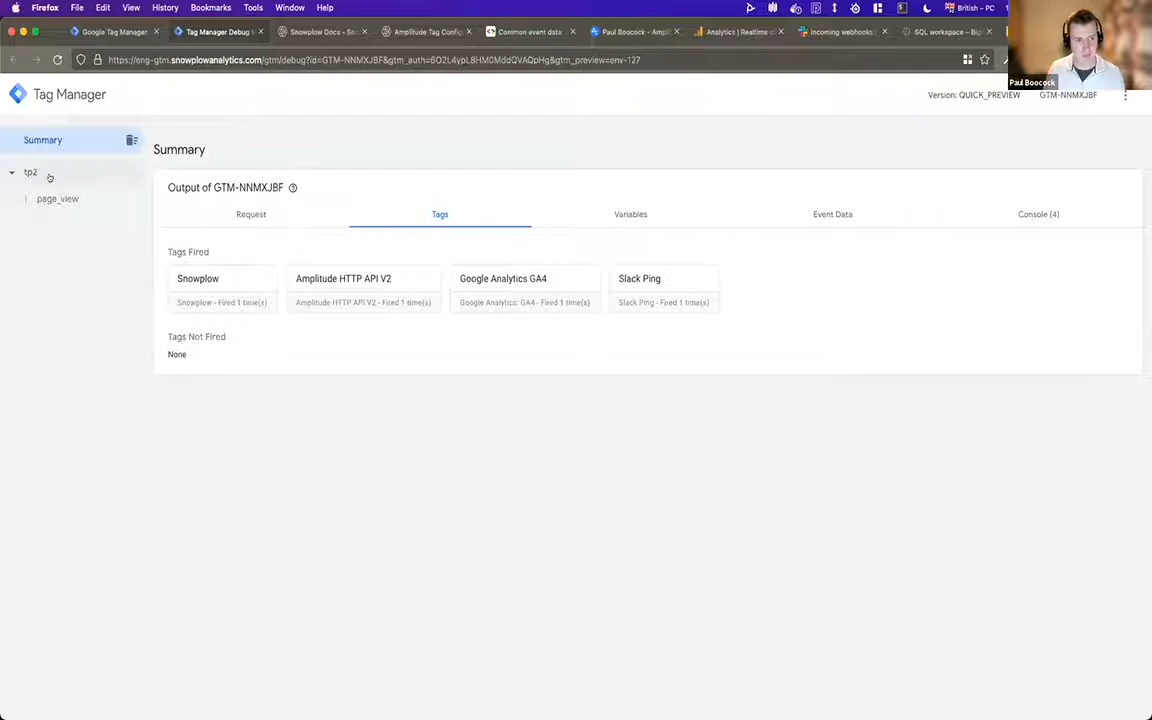 Firefox File Edit View History Bookmarks Tools Window Help British – PC
Google Tag Manager Tag Manager Debug Snowplow Docs - Sno Amplitude Tag Config Common event data Paul Boocock - Ampl Analytics | Realtime o Incoming webhooks SQL workspace – Big
https://eng-gtm.snowplowanalytics.com/gtm/debug?id=GTM-NNMXJBF&gtm_auth=6O2L4ypL8HM0MddQVAQpHg&gtm_preview=env-127
Paul Boocock
Tag Manager
Version: QUICK_PREVIEW GTM-NNMXJBF
Summary
tp2
page_view
Summary
Output of GTM-NNMXJBF
Request Tags Variables Event Data Console (4)
Tags Fired
Snowplow Amplitude HTTP API V2 Google Analytics GA4 Slack Ping
Snowplow - Fired 1 time(s) Amplitude HTTP API V2 - Fired 1 time(s) Google Analytics: GA4 - Fired 1 time(s) Slack Ping - Fired 1 time(s)
Tags Not Fired
None